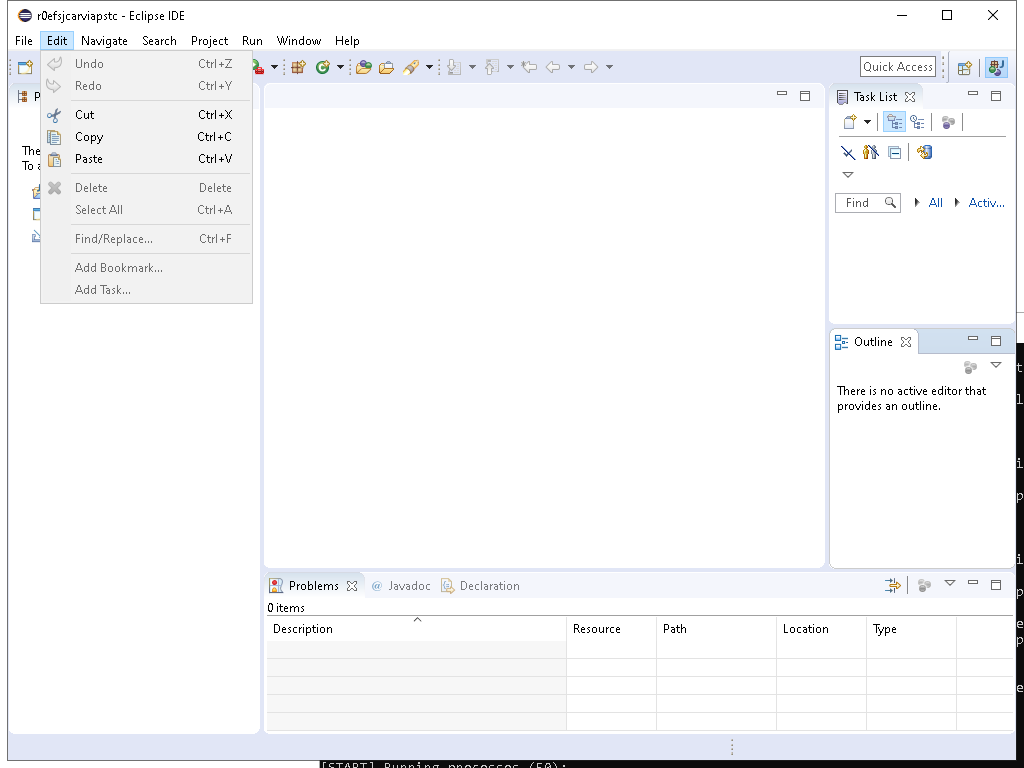 r0efsjcarviapstc - Eclipse IDE
File Edit Navigate Search Project Run Window Help
Undo Ctrl+Z
Redo Ctrl+Y
Cut Ctrl+X
Copy Ctrl+C
Paste Ctrl+V
Delete Delete
Select All Ctrl+A
Find/Replace... Ctrl+F
Add Bookmark...
Add Task...
Quick Access
P
The
To a
Task List
Find
All
Activ...
Outline
There is no active editor that
provides an outline.
Problems @ Javadoc Declaration
0 items
Description Resource Path Location Type
[START] Running processes (50):